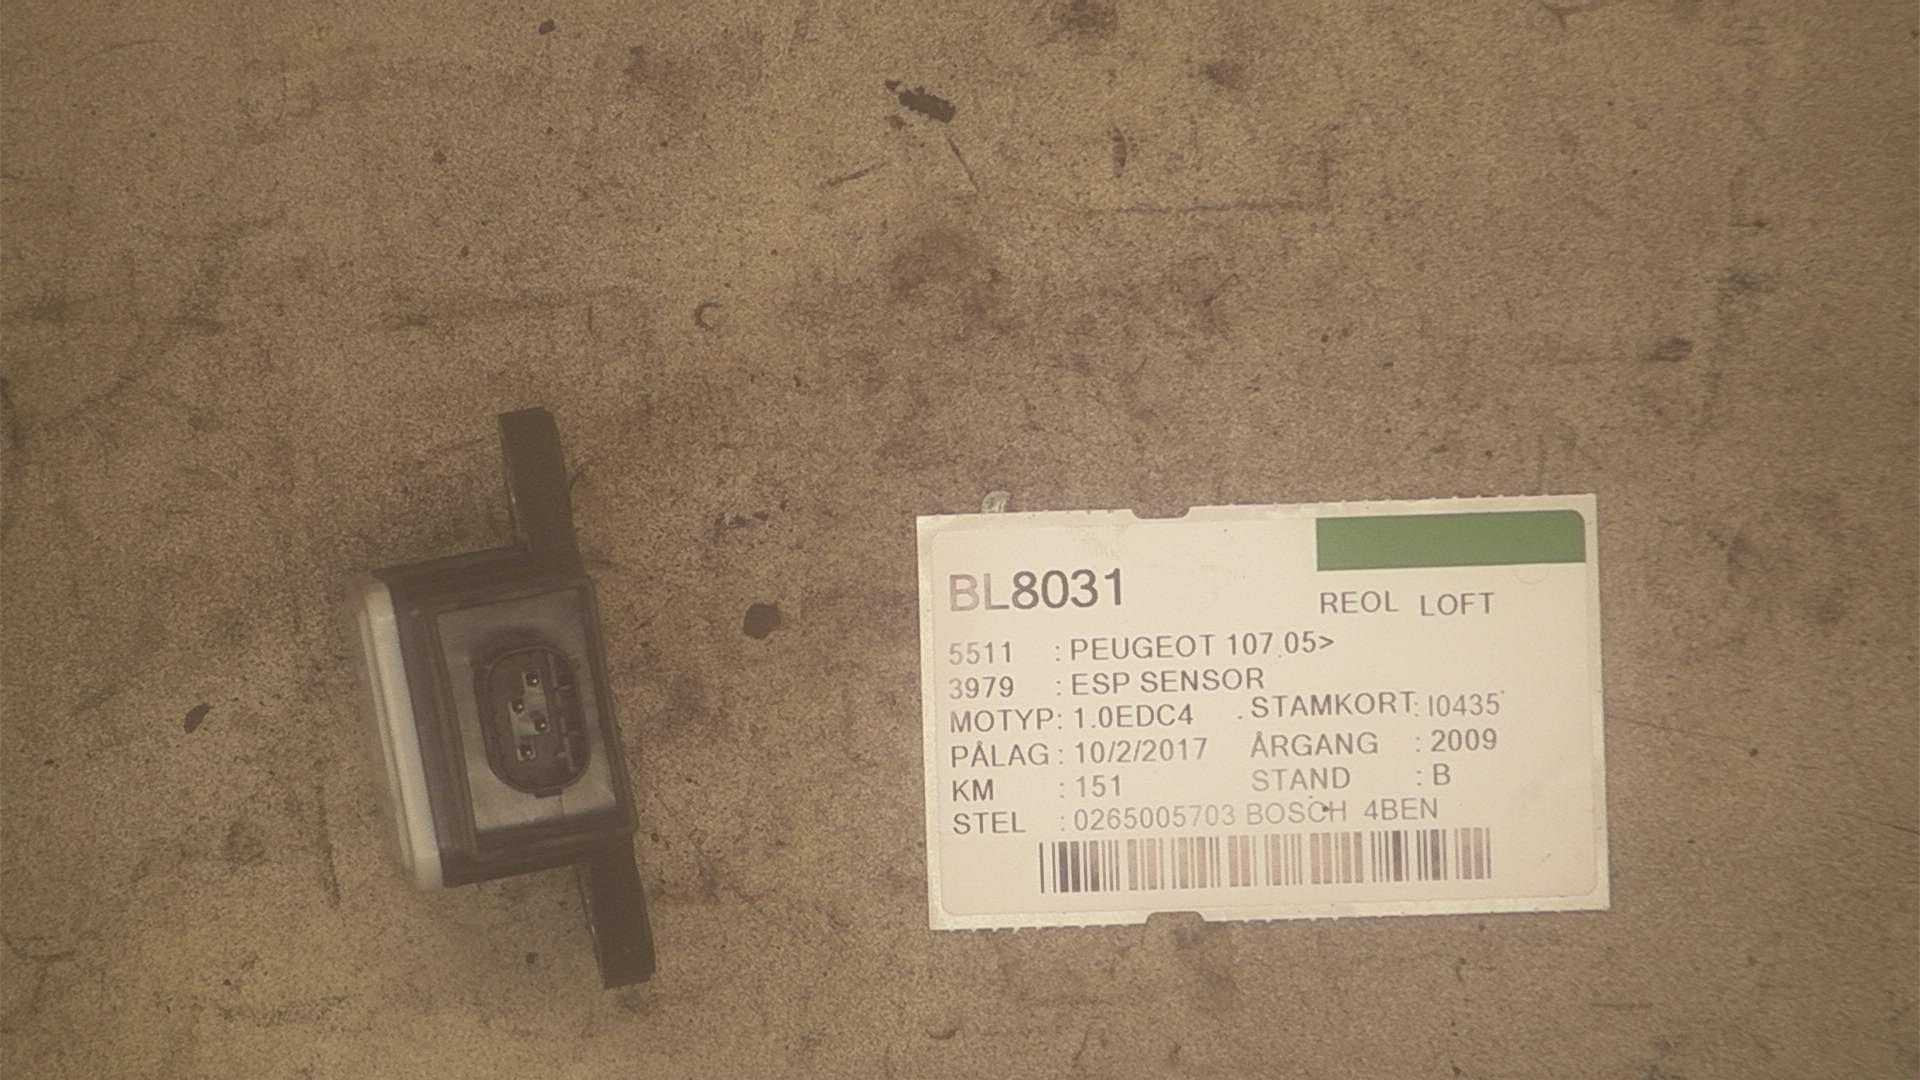 BL8031
REOL LOFT
5511 : PEUGEOT 107 05>
3979 : ESP SENSOR
MOTYP: 1.0EDC4 . STAMKORT: I0435
PÅLAG : 10/2/2017 ÅRGANG : 2009
KM : 151 STAND : B
STEL : 0265005703 BOSCH 4BEN